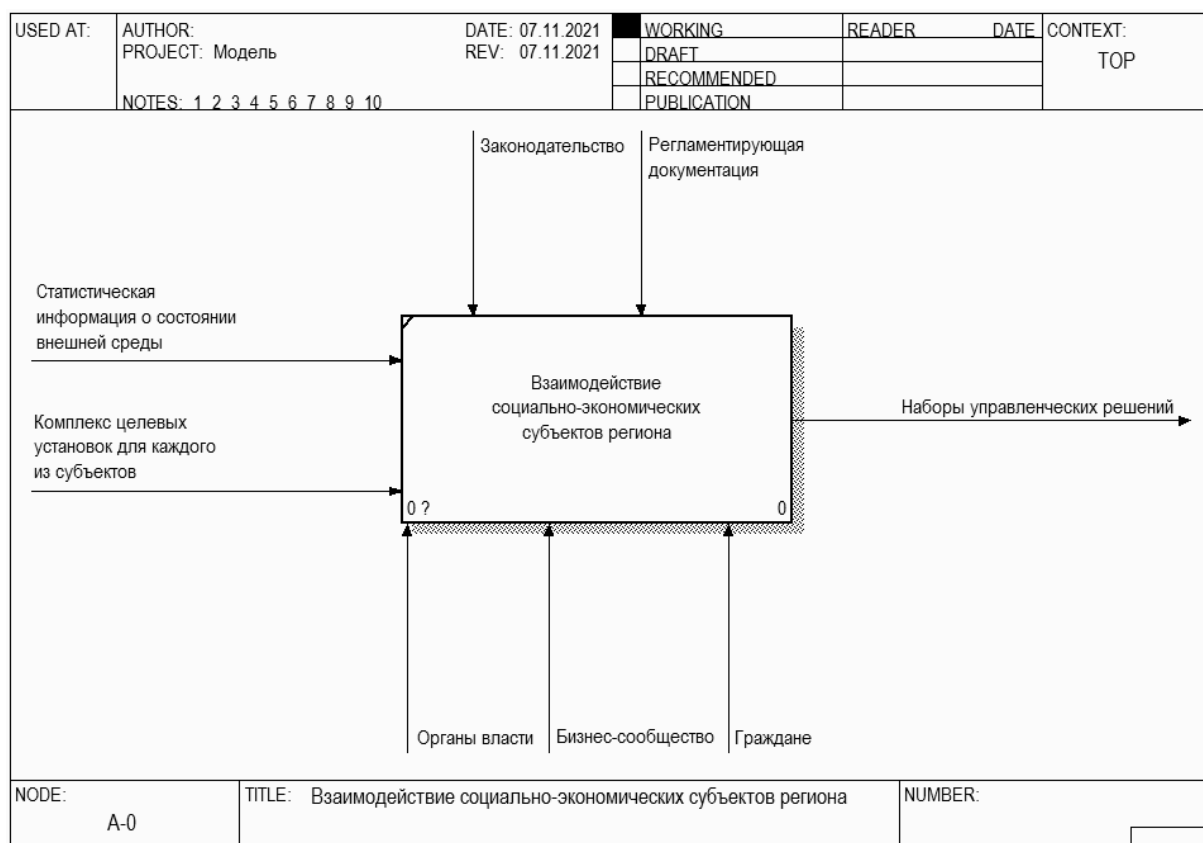 USED AT:
AUTHOR:
DATE: 07.11.2021
PROJECT: Модель
REV: 07.11.2021
NOTES: 1 2 3 4 5 6 7 8 9 10
WORKING
DRAFT
RECOMMENDED
PUBLICATION
READER
DATE
CONTEXT:
TOP
Законодательство
Регламентирующая
документация
Статистическая
информация о состоянии
внешней среды
Комплекс целевых
установок для каждого
из субъектов
Взаимодействие
социально-экономических
субъектов региона
0 ?
0
Наборы управленческих решений
Органы власти
Бизнес-сообщество
Граждане
NODE:
A-0
TITLE: Взаимодействие социально-экономических субъектов региона
NUMBER: